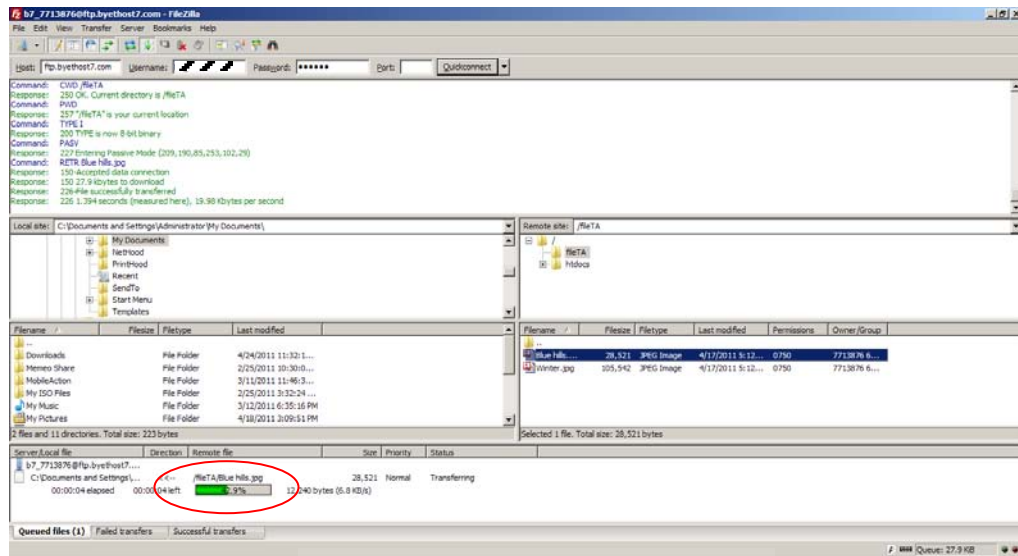 b7_7713876@ftp.byethost7.com - FileZilla
File Edit View Transfer Server Bookmarks Help
Host: ftp.byethost7.com Username: Password: •••••• Port: Quickconnect
Command: CWD /fileTA
Response: 250 OK. Current directory is /fileTA
Command: PWD
Response: 257 "/fileTA" is your current location
Command: TYPE I
Response: 200 TYPE is now 8-bit binary
Command: PASV
Response: 227 Entering Passive Mode (209,190,85,253,102,29)
Command: RETR Blue hills.jpg
Response: 150-Accepted data connection
Response: 150 27.9 kbytes to download
Response: 226-File successfully transferred
Response: 226 1.394 seconds (measured here), 19.98 Kbytes per second
Local site: C:\Documents and Settings\Administrator\My Documents\ Remote site: /fileTA
My Documents
NetHood
PrintHood
Recent
SendTo
Start Menu
Templates
/
fileTA
htdocs
Filename / Filesize Filetype Last modified
..
Downloads File Folder 4/24/2011 11:32:1...
Memeo Share File Folder 2/25/2011 10:30:0...
MobileAction File Folder 3/11/2011 11:46:3...
My ISO Files File Folder 2/25/2011 3:32:24 ...
My Music File Folder 3/12/2011 6:35:16 PM
My Pictures File Folder 4/18/2011 3:09:51 PM
2 files and 11 directories. Total size: 223 bytes
Filename / Filesize Filetype Last modified Permissions Owner/Group
..
Blue hills.... 28,521 JPEG Image 4/17/2011 5:12... 0750 7713876 6...
Winter.jpg 105,542 JPEG Image 4/17/2011 5:12... 0750 7713876 6...
Selected 1 file. Total size: 28,521 bytes
Server/Local file Direction Remote file Size Priority Status
b7_7713876@ftp.byethost7....
C:\Documents and Settings\... <<-- /fileTA/Blue hills.jpg 28,521 Normal Transferring
00:00:04 elapsed 00:00:04 left 12,240 bytes (6.8 KB/s)
Queued files (1) Failed transfers Successful transfers
Queue: 27.9 KiB